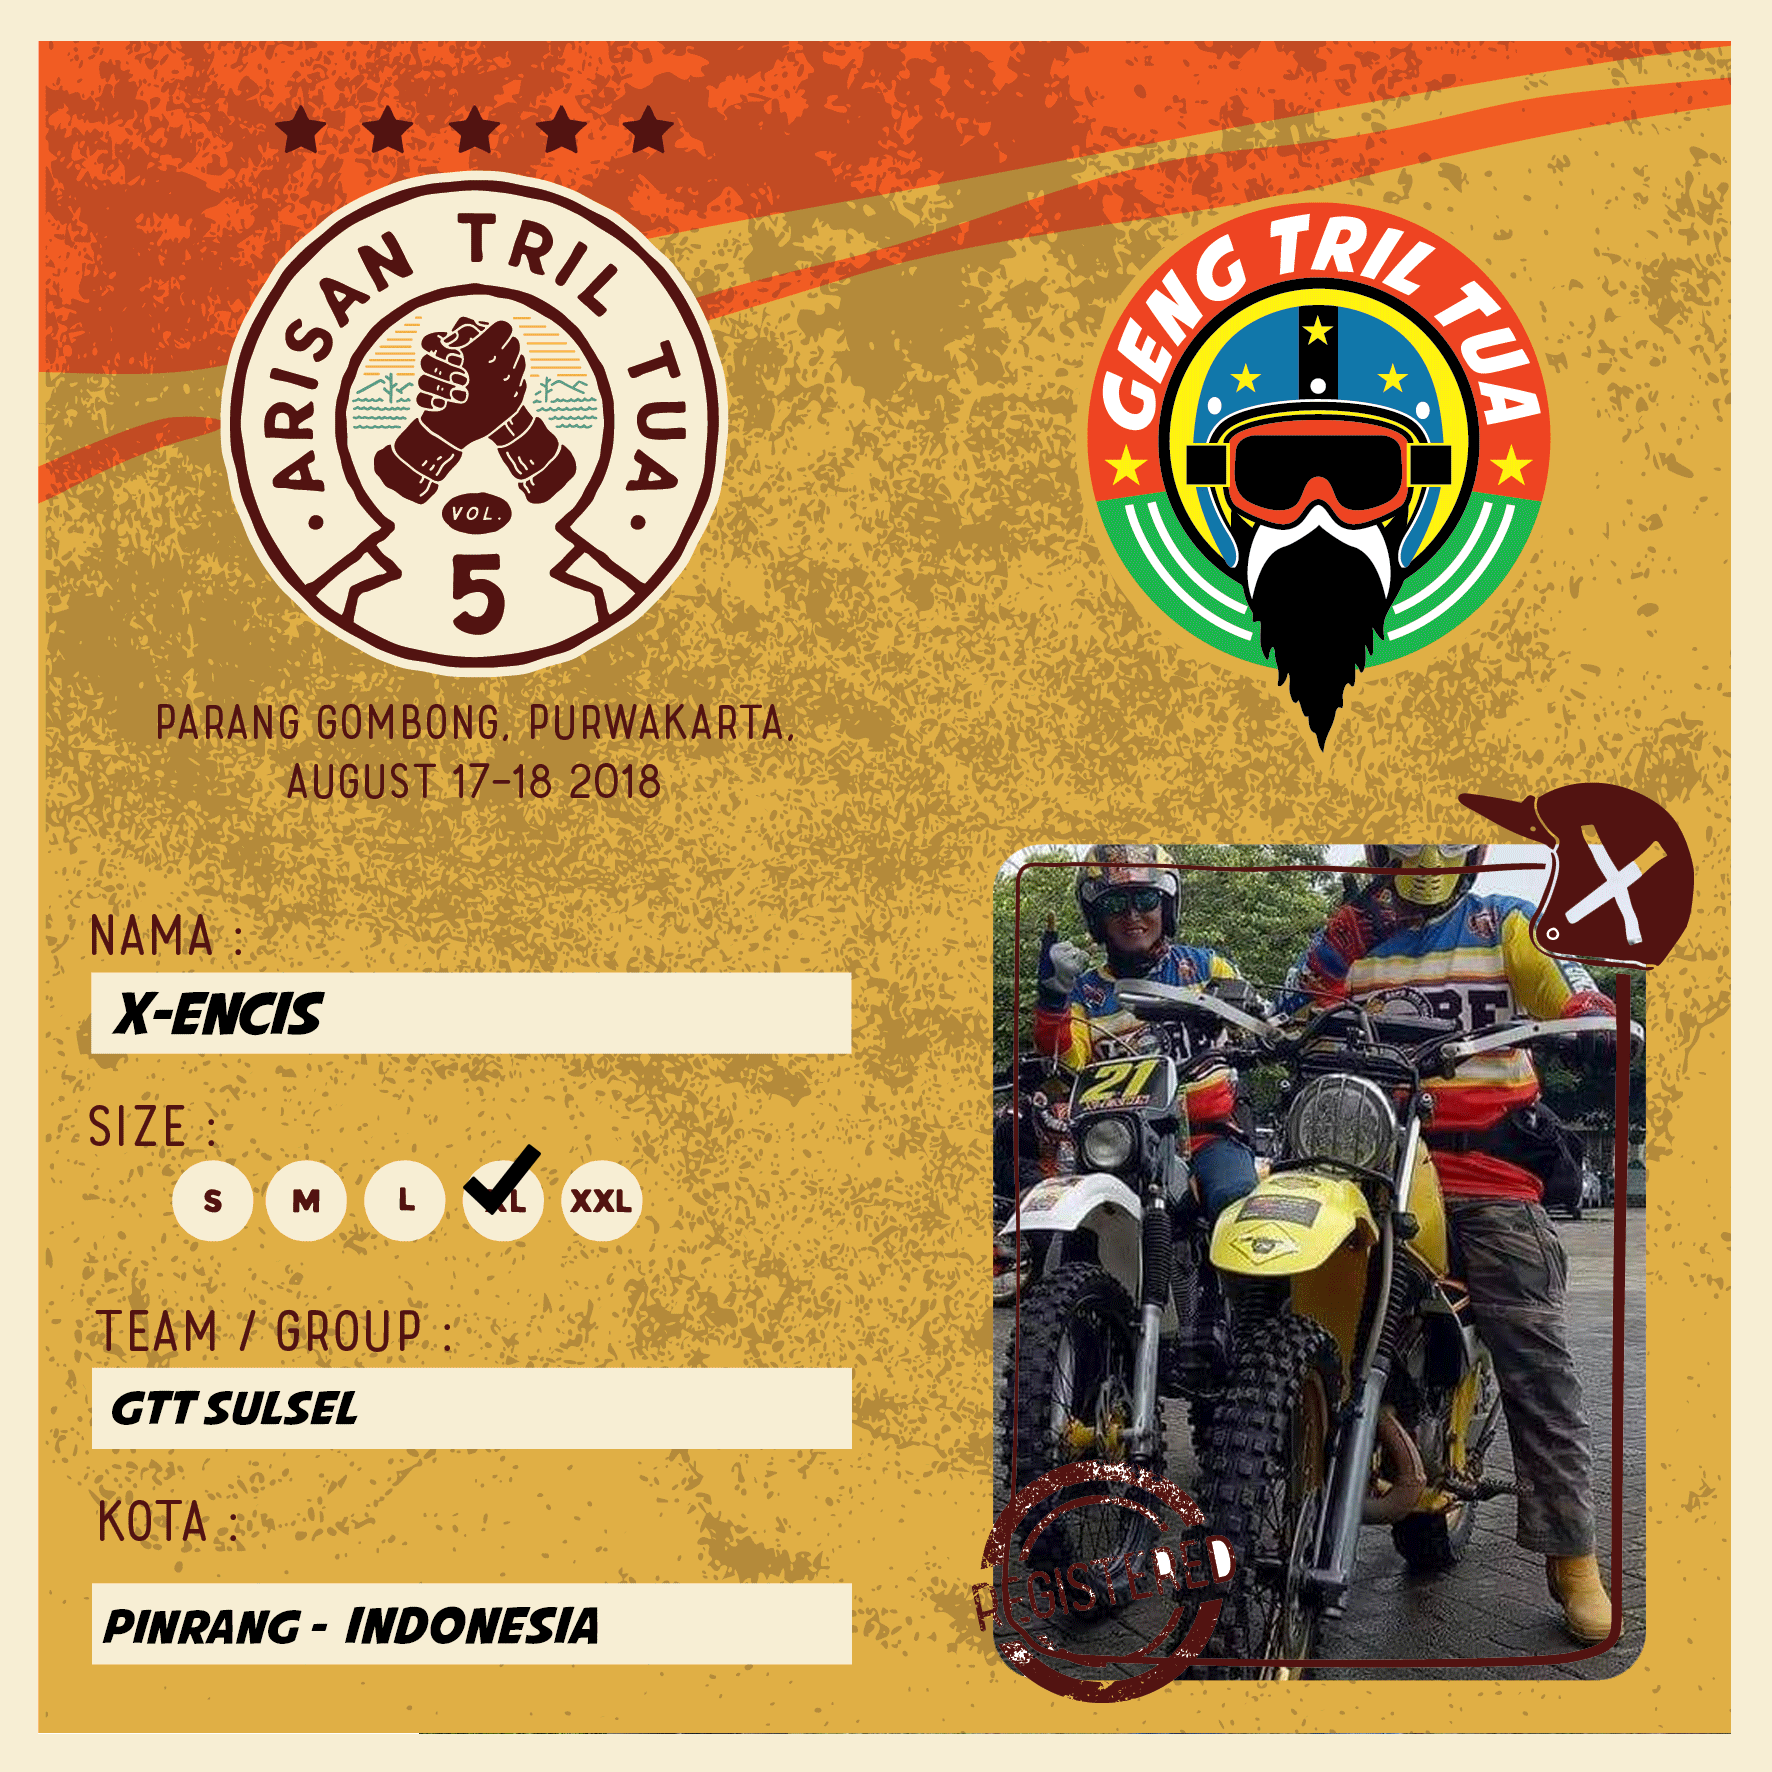 ARISAN TRIL TUA
VOL.
5
PARANG GOMBONG, PURWAKARTA,
AUGUST 17-18 2018
GENG TRIL TUA
NAMA :
X-ENCIS
SIZE :
S M L XL XXL
TEAM / GROUP :
GTT SULSEL
KOTA :
PINRANG - INDONESIA
X
21
REGISTERED